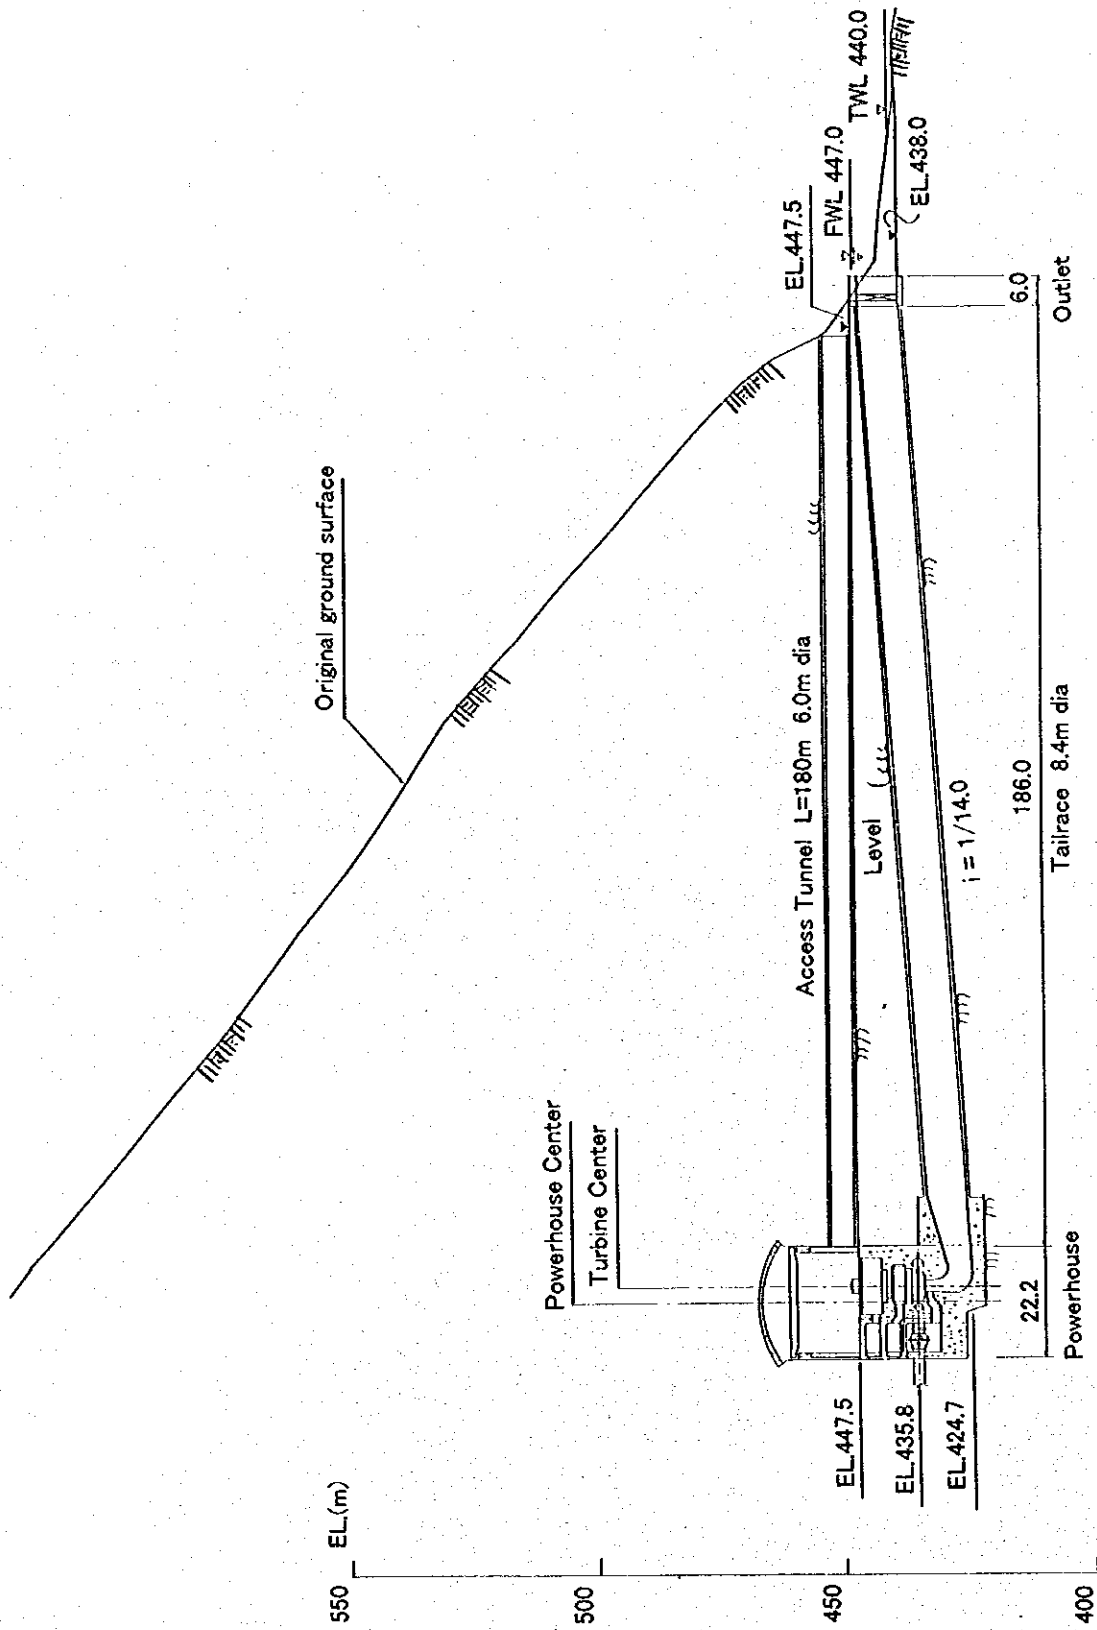 EL.(m)
550
500
450
400
Original ground surface
Powerhouse Center
Turbine Center
EL.447.5
EL.435.8
EL.424.7
Access Tunnel L=180m 6.0m dia
Level
i = 1/14.0
EL.447.5
FWL 447.0
TWL 440.0
EL.438.0
22.2
186.0
6.0
Powerhouse
Tailrace 8.4m dia
Outlet